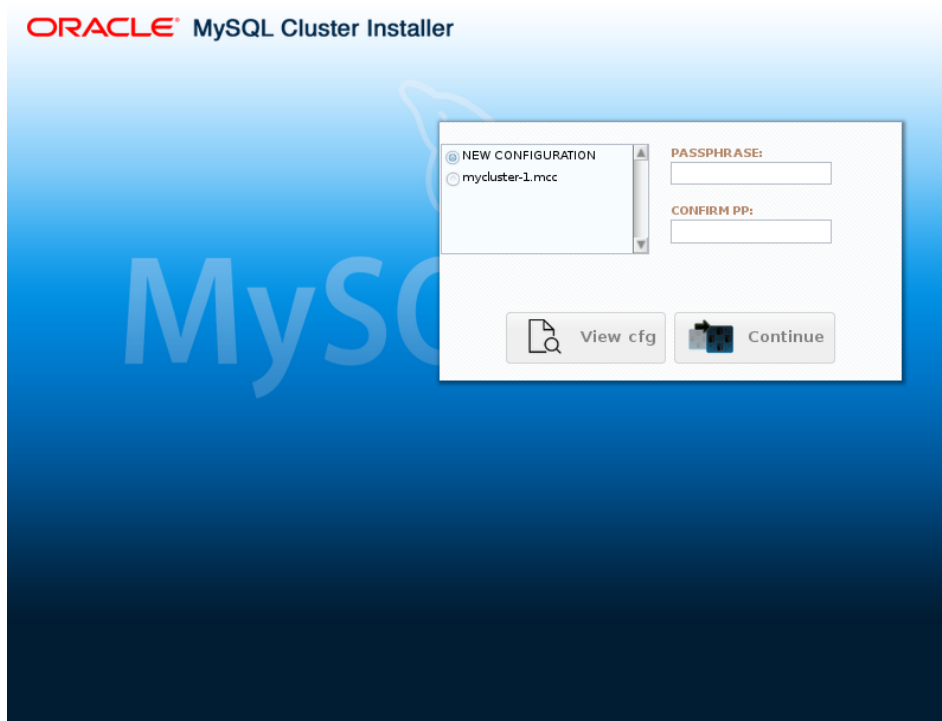 ORACLE® MySQL Cluster Installer
NEW CONFIGURATION
mycluster-1.mcc
PASSPHRASE:
CONFIRM PP:
MySQ
View cfg
Continue